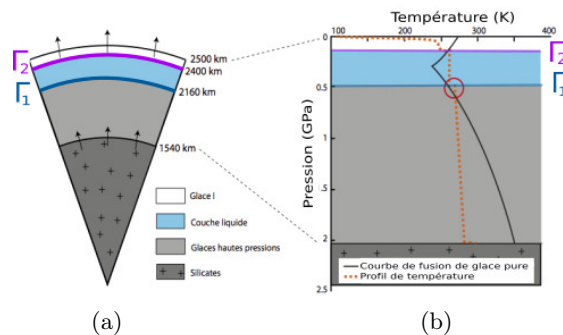 Γ2
Γ1
2500 km
2400 km
2160 km
1540 km
Glace I
Couche liquide
Glaces hautes pressions
Silicates
(a)
Température (K)
100 200 300 400
Pression (GPa)
0
0.5
1
.5
2
2.5
Γ2
Γ1
Courbe de fusion de glace pure
Profil de température
(b)